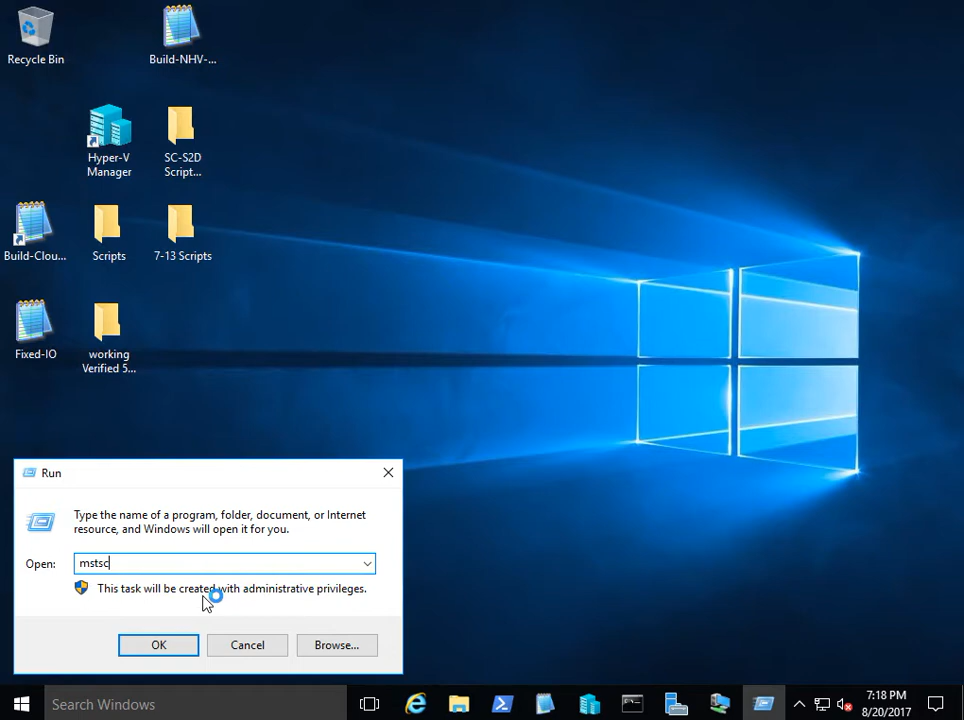 Recycle Bin
Build-NHV-...
Hyper-V
Manager
SC-S2D
Script...
Build-Clou...
Scripts
7-13 Scripts
Fixed-IO
working
Verified 5...
Run
Type the name of a program, folder, document, or Internet
resource, and Windows will open it for you.
Open:
mstsc
This task will be created with administrative privileges.
OK
Cancel
Browse...
Search Windows
7:18 PM
8/20/2017